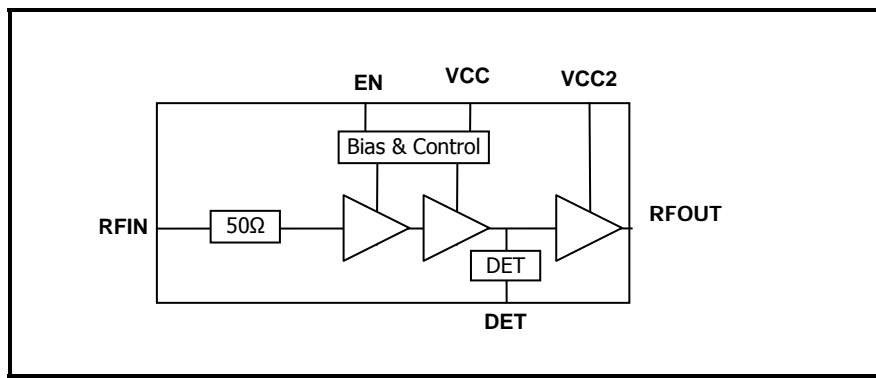 EN
VCC
VCC2
Bias & Control
RFIN
50Ω
RFOUT
DET
DET